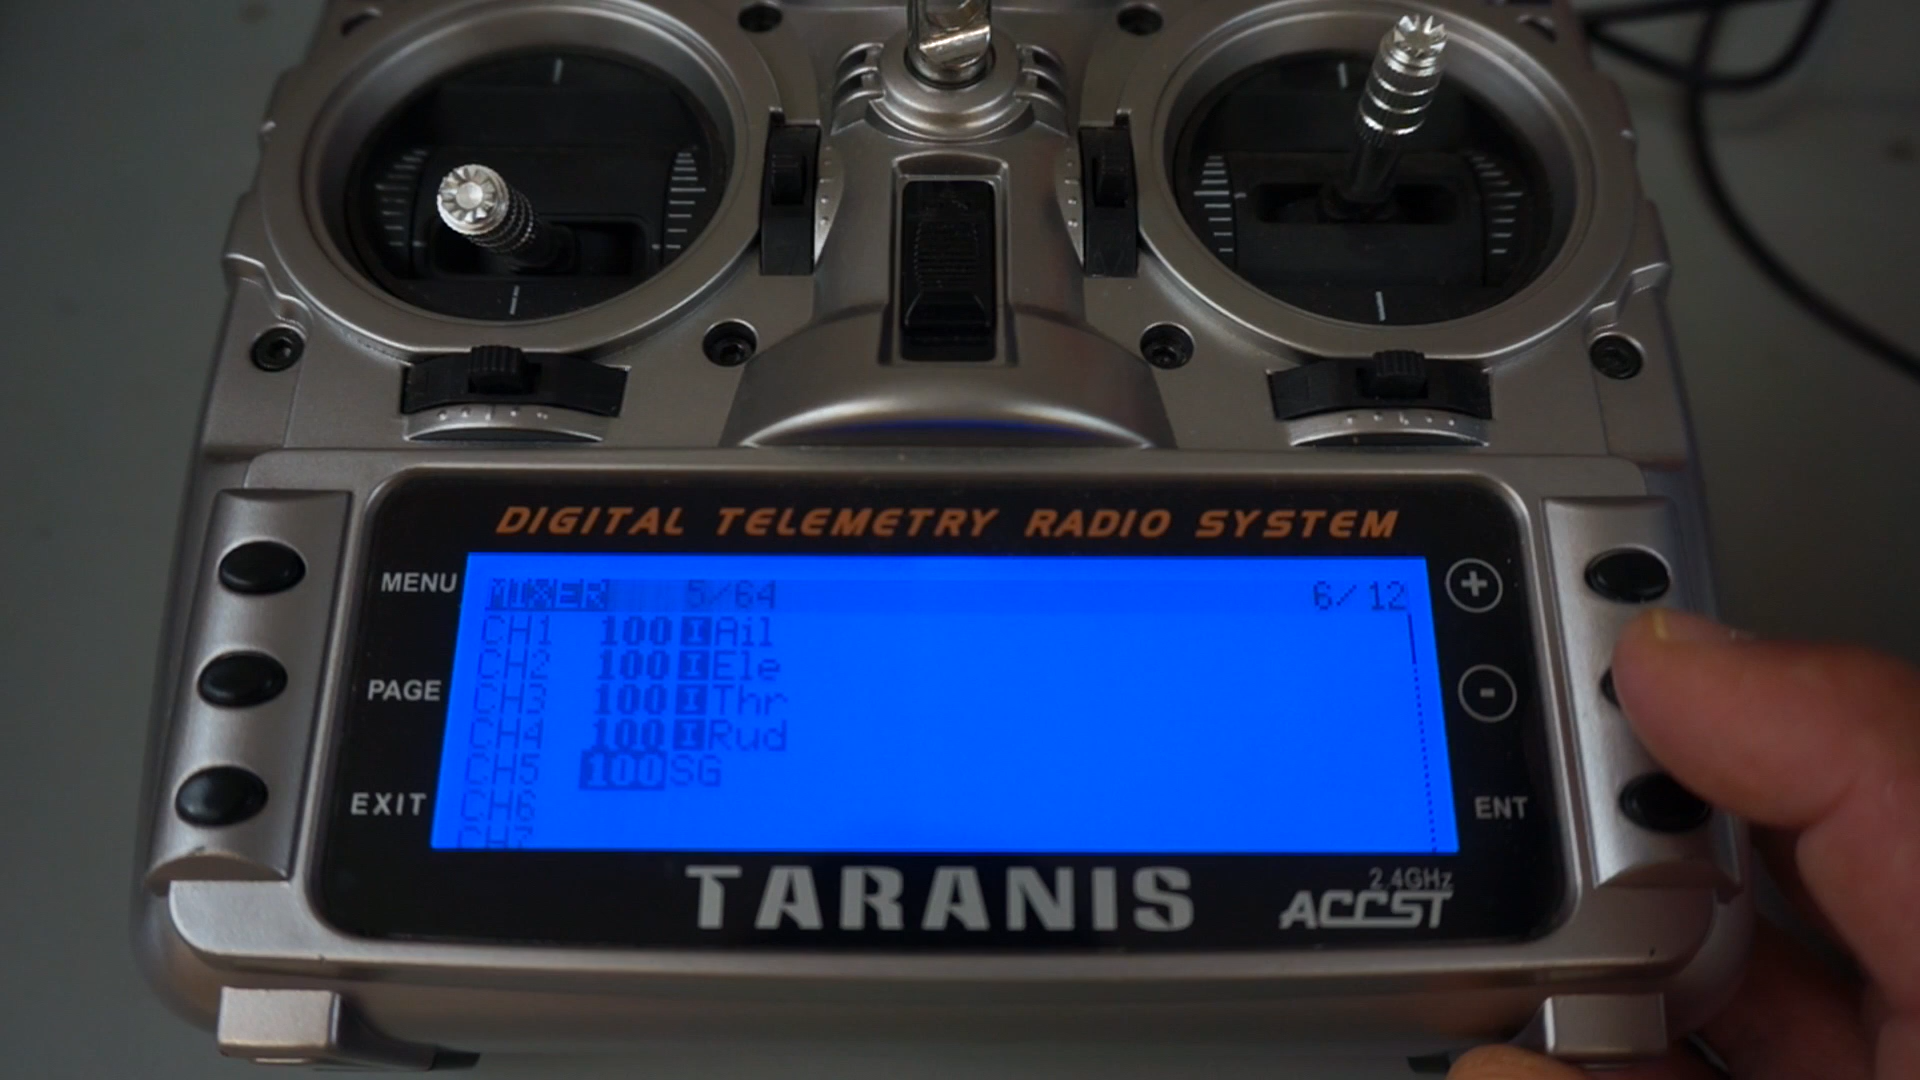 DIGITAL TELEMETRY RADIO SYSTEM
MENU
PAGE
EXIT
MIXER 5/64 6/12
CH1 100 I Ail
CH2 100 I Ele
CH3 100 I Thr
CH4 100 I Rud
CH5 100 SG
CH6
CH7
+
-
ENT
TARANIS
2.4GHz
ACCST